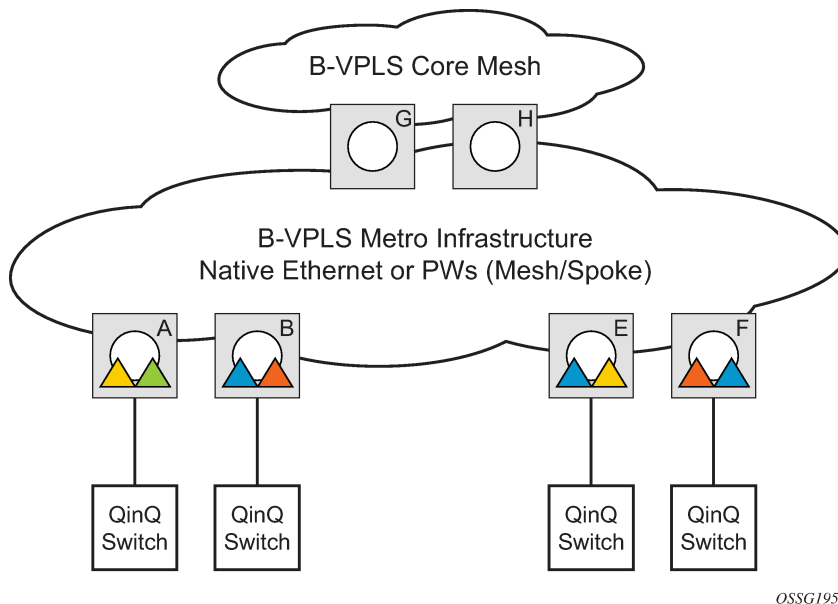 B-VPLS Core Mesh
G
H
B-VPLS Metro Infrastructure
Native Ethernet or PWs (Mesh/Spoke)
A
B
E
F
QinQ
Switch
QinQ
Switch
QinQ
Switch
QinQ
Switch
OSSG195